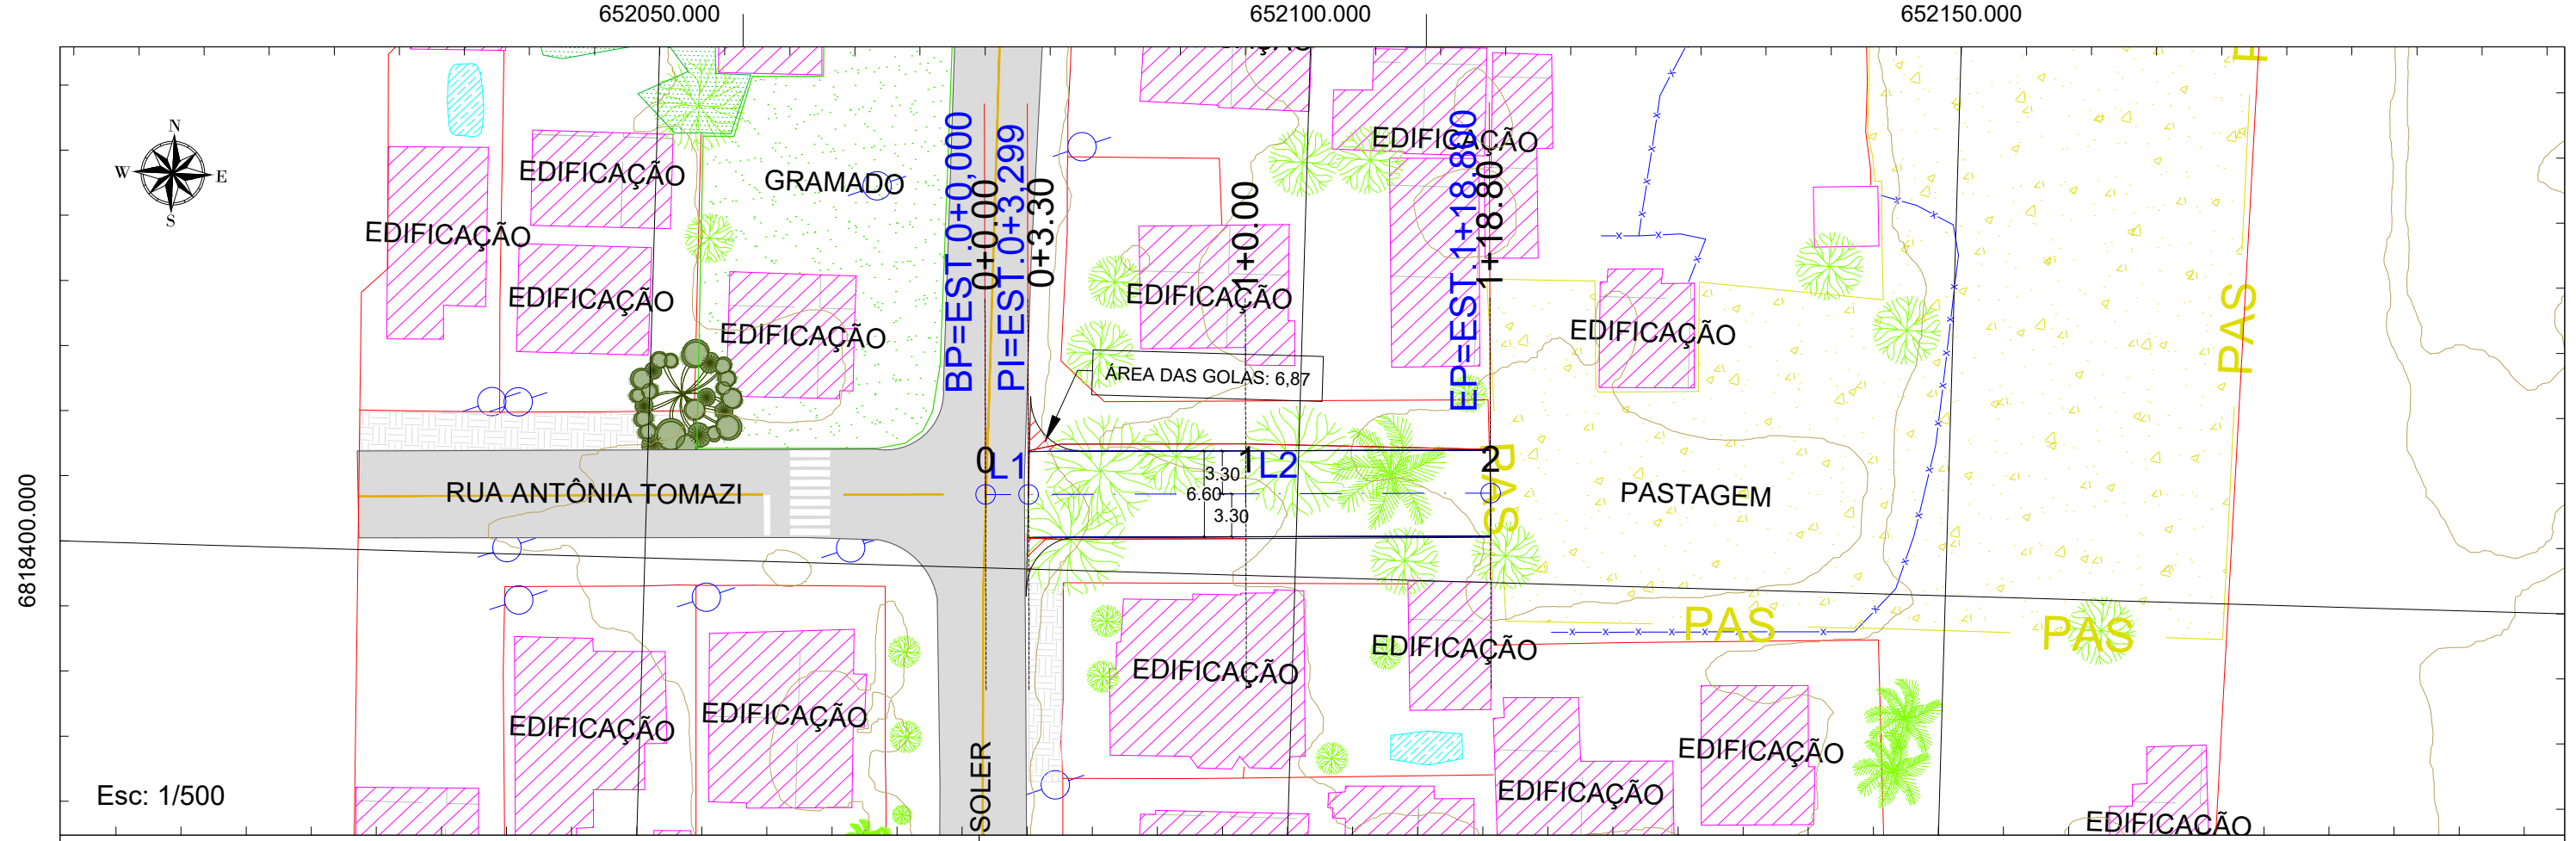 652050.000
652100.000
652150.000
6818400.000
N
W
E
S
EDIFICAÇÃO
EDIFICAÇÃO
EDIFICAÇÃO
GRAMADO
EDIFICAÇÃO
BP=EST.0+0,000
0+0.00
PI=EST.0+3,299
0+3.30
EDIFICAÇÃO
1+0.00
EDIFICAÇÃO
EP=EST.1+18,800
1+18.80
EDIFICAÇÃO
PAS
ÁREA DAS GOLAS: 6,87
RUA ANTÔNIA TOMAZI
0
L1
1
L2
2
3.30
6.60
3.30
PAS
PASTAGEM
PAS
PAS
EDIFICAÇÃO
EDIFICAÇÃO
EDIFICAÇÃO
EDIFICAÇÃO
EDIFICAÇÃO
EDIFICAÇÃO
EDIFICAÇÃO
SOLER
Esc: 1/500